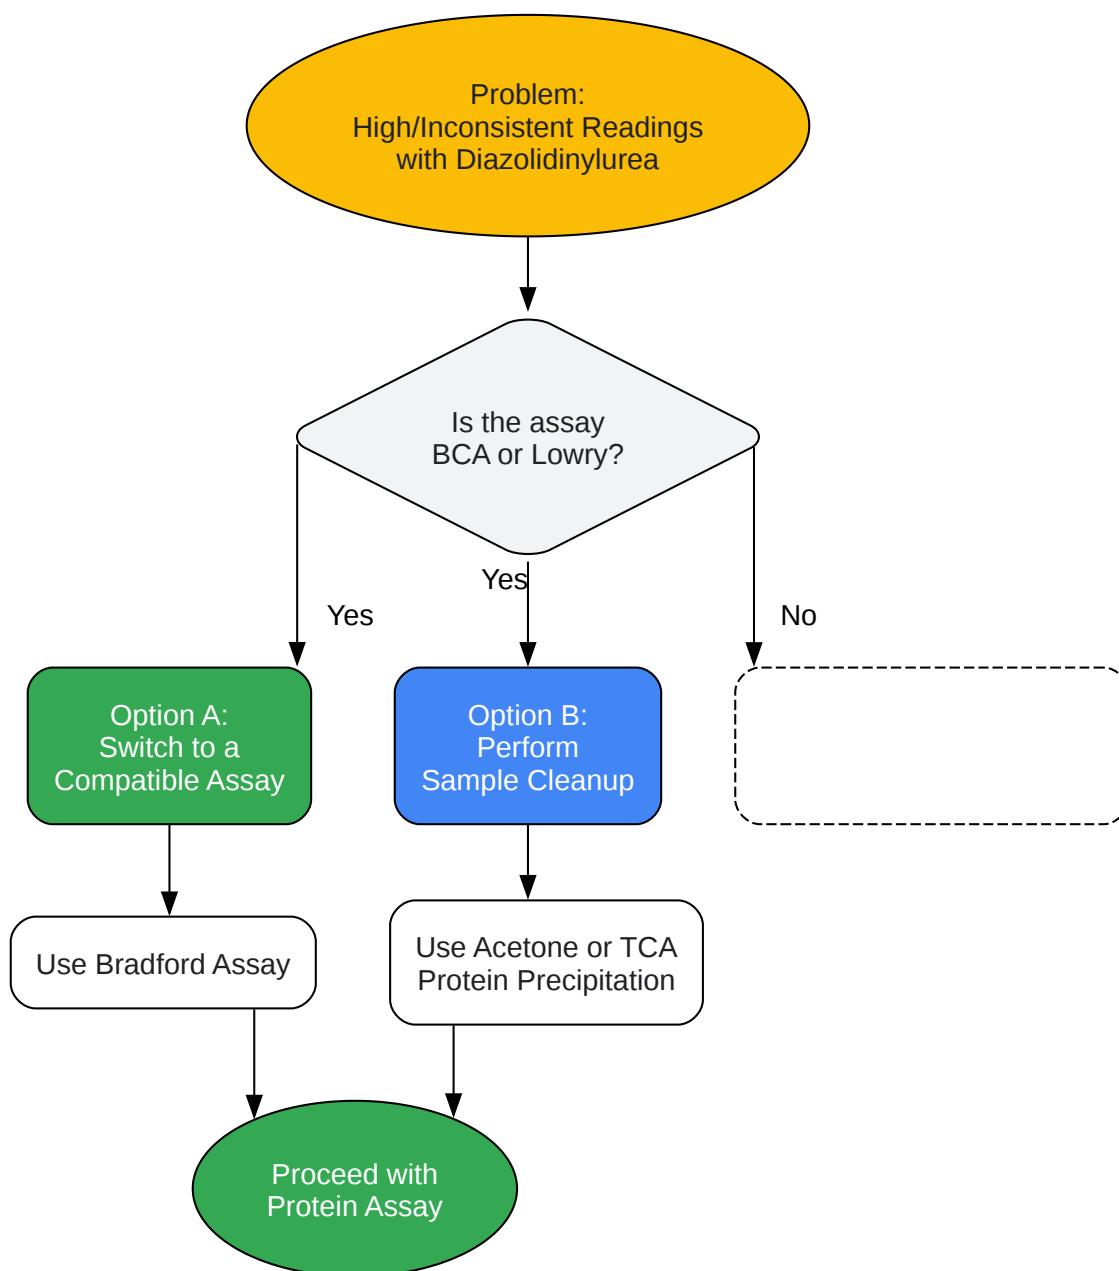 Problem:
High/Inconsistent Readings
with Diazolidinylurea
Is the assay
BCA or Lowry?
Yes
Yes
No
Option A:
Switch to a
Compatible Assay
Option B:
Perform
Sample Cleanup
Use Bradford Assay
Use Acetone or TCA
Protein Precipitation
Proceed with
Protein Assay